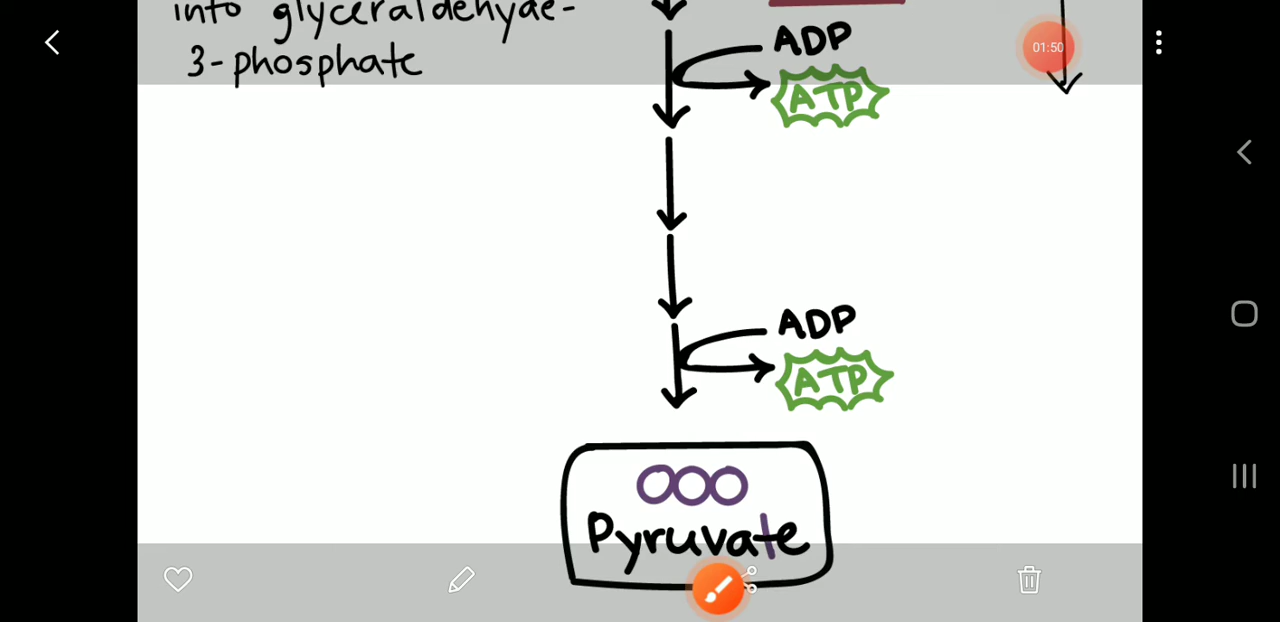 into glyceraldehyde-
3-phosphate
ADP
01:50
ATP
ADP
ATP
Pyruvate